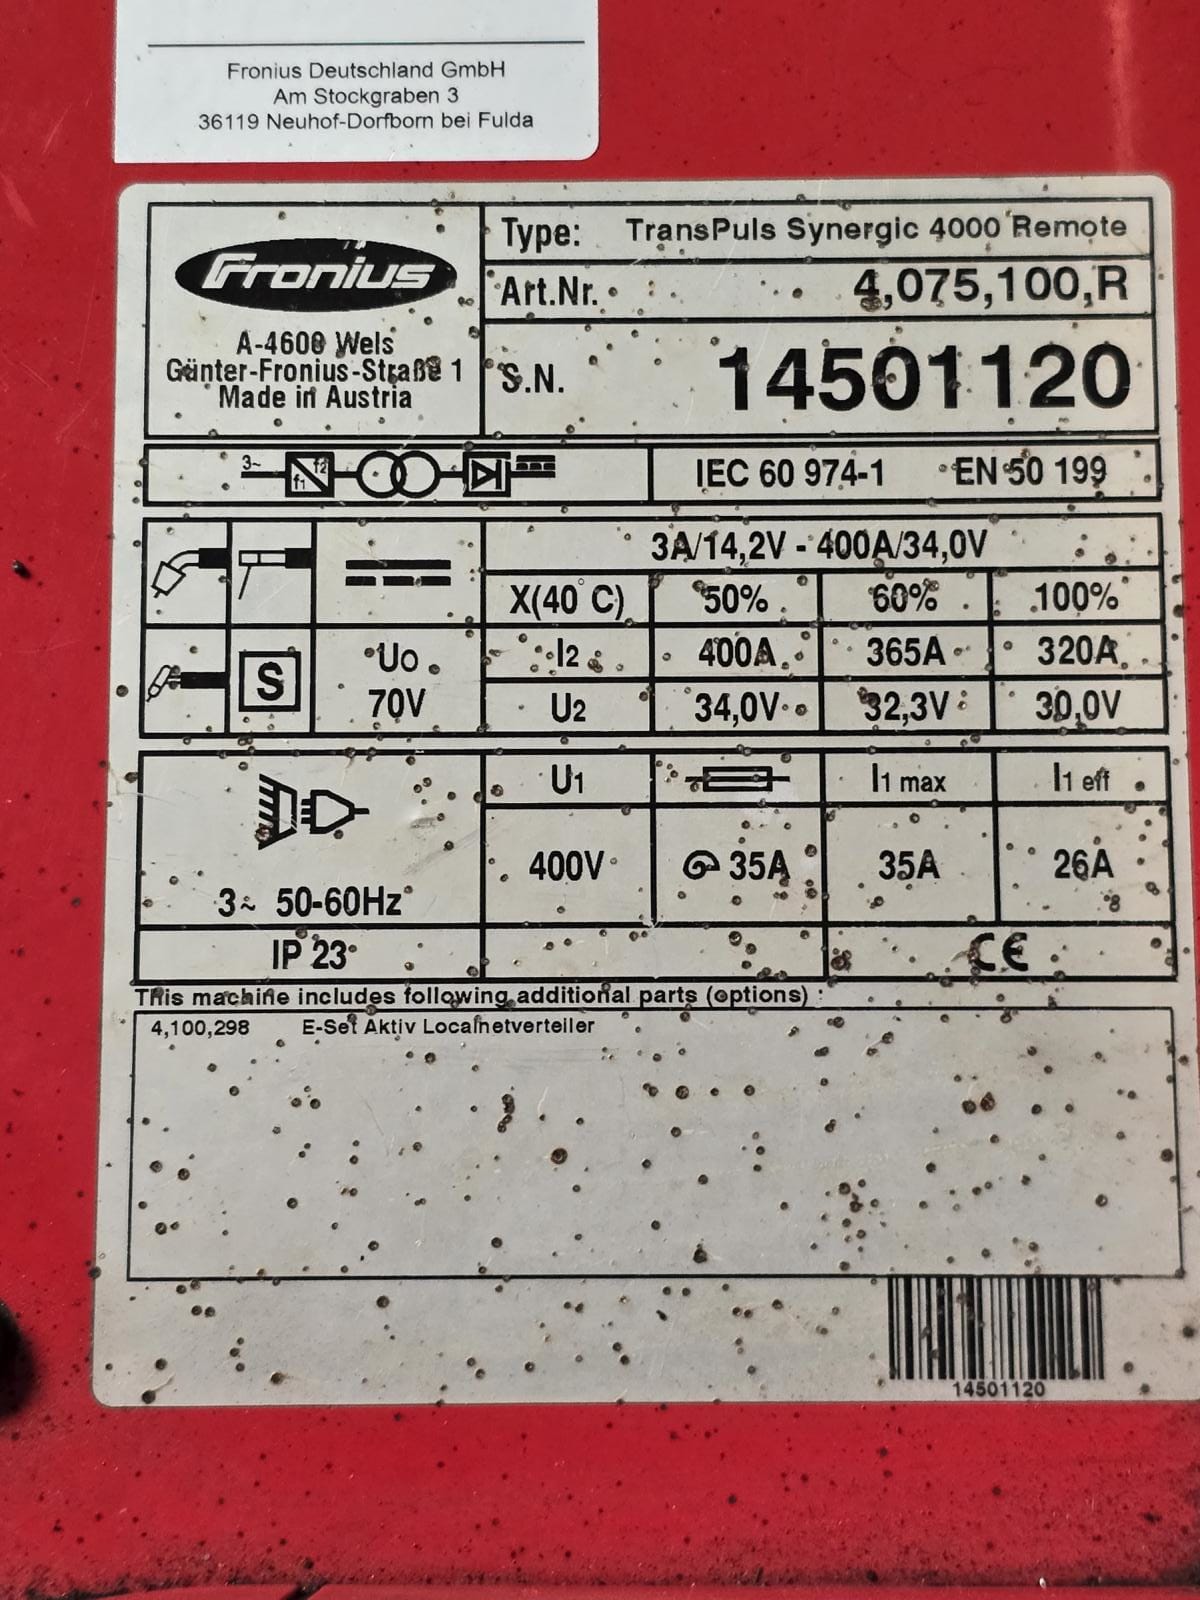 Fronius Deutschland GmbH
Am Stockgraben 3
36119 Neuhof-Dorfborn bei Fulda
Fronius
A-4600 Wels
Günter-Fronius-Straße 1
Made in Austria
Type: TransPuls Synergic 4000 Remote
Art.Nr. 4,075,100,R
S.N. 14501120
3~ f1 f2
IEC 60 974-1 EN 50 199
3A/14,2V - 400A/34,0V
X(40°C) 50% 60% 100%
I2 400A 365A 320A
U2 34,0V 32,3V 30,0V
S
U0
70V
U1 I1 max I1 eff
400V 35A 35A 26A
3~ 50-60Hz
IP 23 CE
This machine includes following additional parts (options) :
4,100,298 E-Set Aktiv Localnetverteiler
14501120